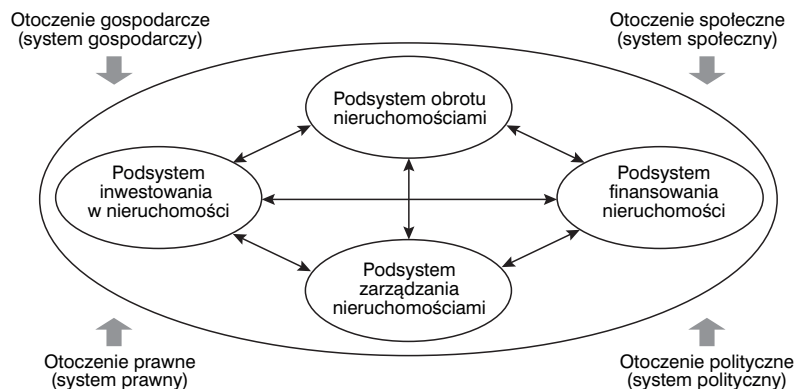 Otoczenie gospodarcze
(system gospodarczy)
Otoczenie społeczne
(system społeczny)
Podsystem obrotu
nieruchomościami
Podsystem
inwestowania
w nieruchomości
Podsystem
finansowania
nieruchomości
Podsystem
zarządzania
nieruchomościami
Otoczenie prawne
(system prawny)
Otoczenie polityczne
(system polityczny)